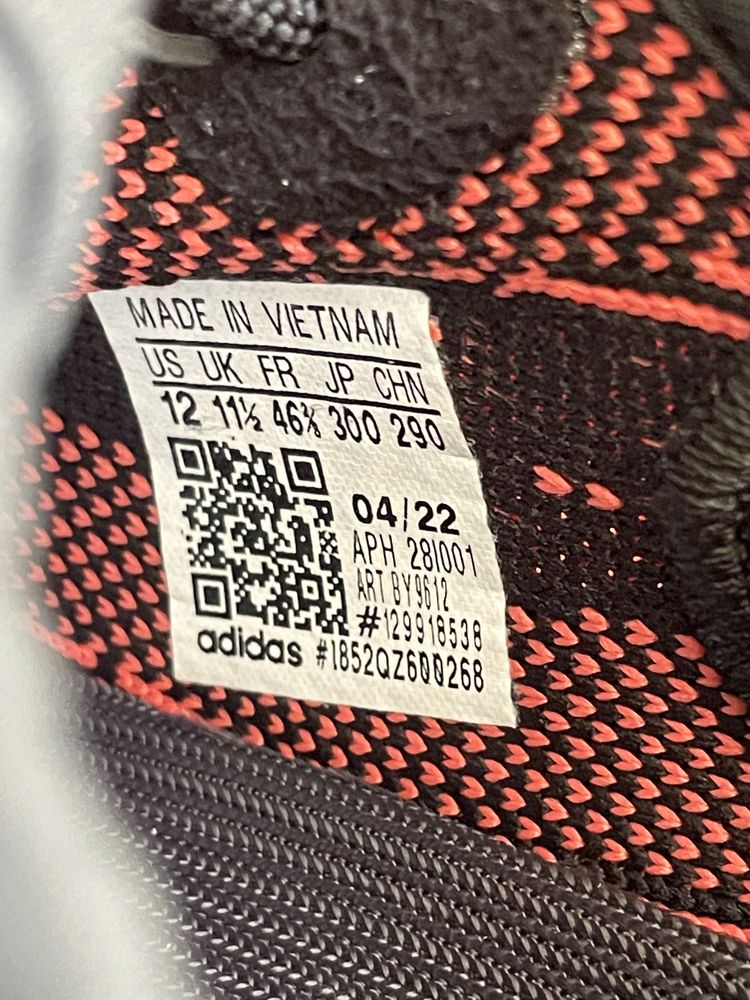 MADE IN VIETNAM
US UK FR JP CHN
12 11½ 46⅔ 300 290
04/22
APH 28I001
ART BY9612
#129918538
adidas #1852QZ600268